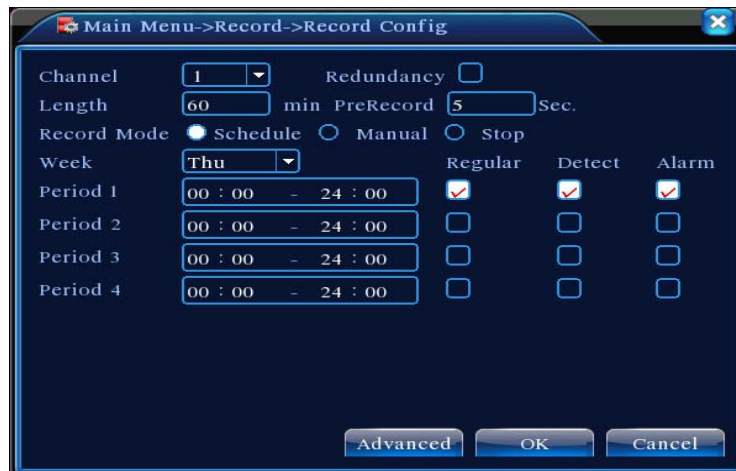 Main Menu->Record->Record Config
Channel 1 Redundancy
Length 60 min PreRecord 5 Sec.
Record Mode Schedule Manual Stop
Week Thu Regular Detect Alarm
Period 1 00 : 00 - 24 : 00
Period 2 00 : 00 - 24 : 00
Period 3 00 : 00 - 24 : 00
Period 4 00 : 00 - 24 : 00
Advanced OK Cancel